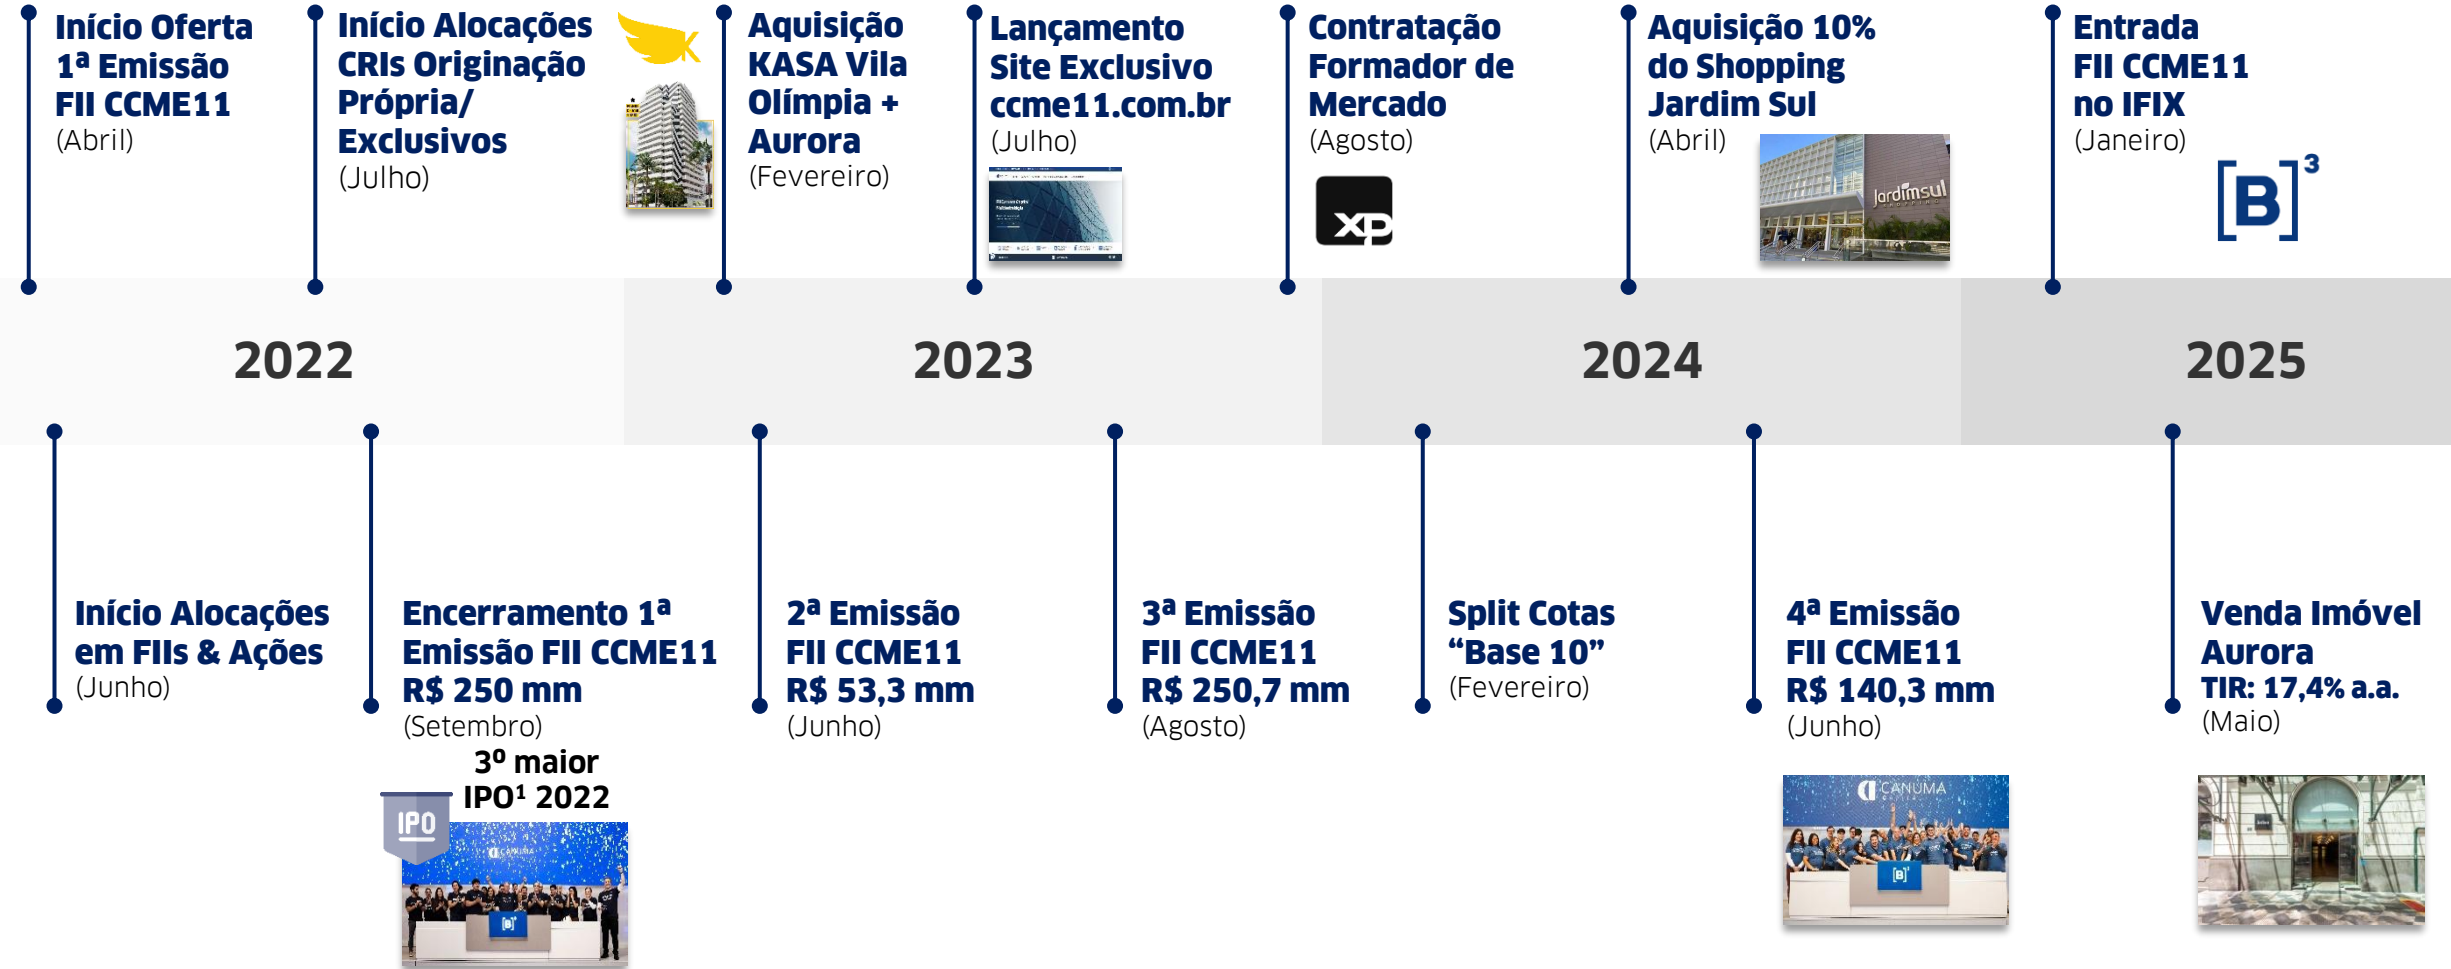 Início Oferta
1ª Emissão
FII CCME11
(Abril)
Início Alocações
CRIs Originação
Própria/
Exclusivos
(Julho)
K
Aquisição
KASA Vila
Olímpia +
Aurora
(Fevereiro)
Lançamento
Site Exclusivo
ccme11.com.br
(Julho)
Contratação
Formador de
Mercado
(Agosto)
xp
Aquisição 10%
do Shopping
Jardim Sul
(Abril)
Jardimsul
SHOPPING
Entrada
FII CCME11
no IFIX
(Janeiro)
[B]³
2022
2023
2024
2025
Início Alocações
em FIIs & Ações
(Junho)
Encerramento 1ª
Emissão FII CCME11
R$ 250 mm
(Setembro)
3º maior
IPO¹ 2022
IPO
CANUMA
[B]³
2ª Emissão
FII CCME11
R$ 53,3 mm
(Junho)
3ª Emissão
FII CCME11
R$ 250,7 mm
(Agosto)
Split Cotas
“Base 10”
(Fevereiro)
4ª Emissão
FII CCME11
R$ 140,3 mm
(Junho)
CANUMA
CAPITAL
[B]³
Venda Imóvel
Aurora
TIR: 17,4% a.a.
(Maio)